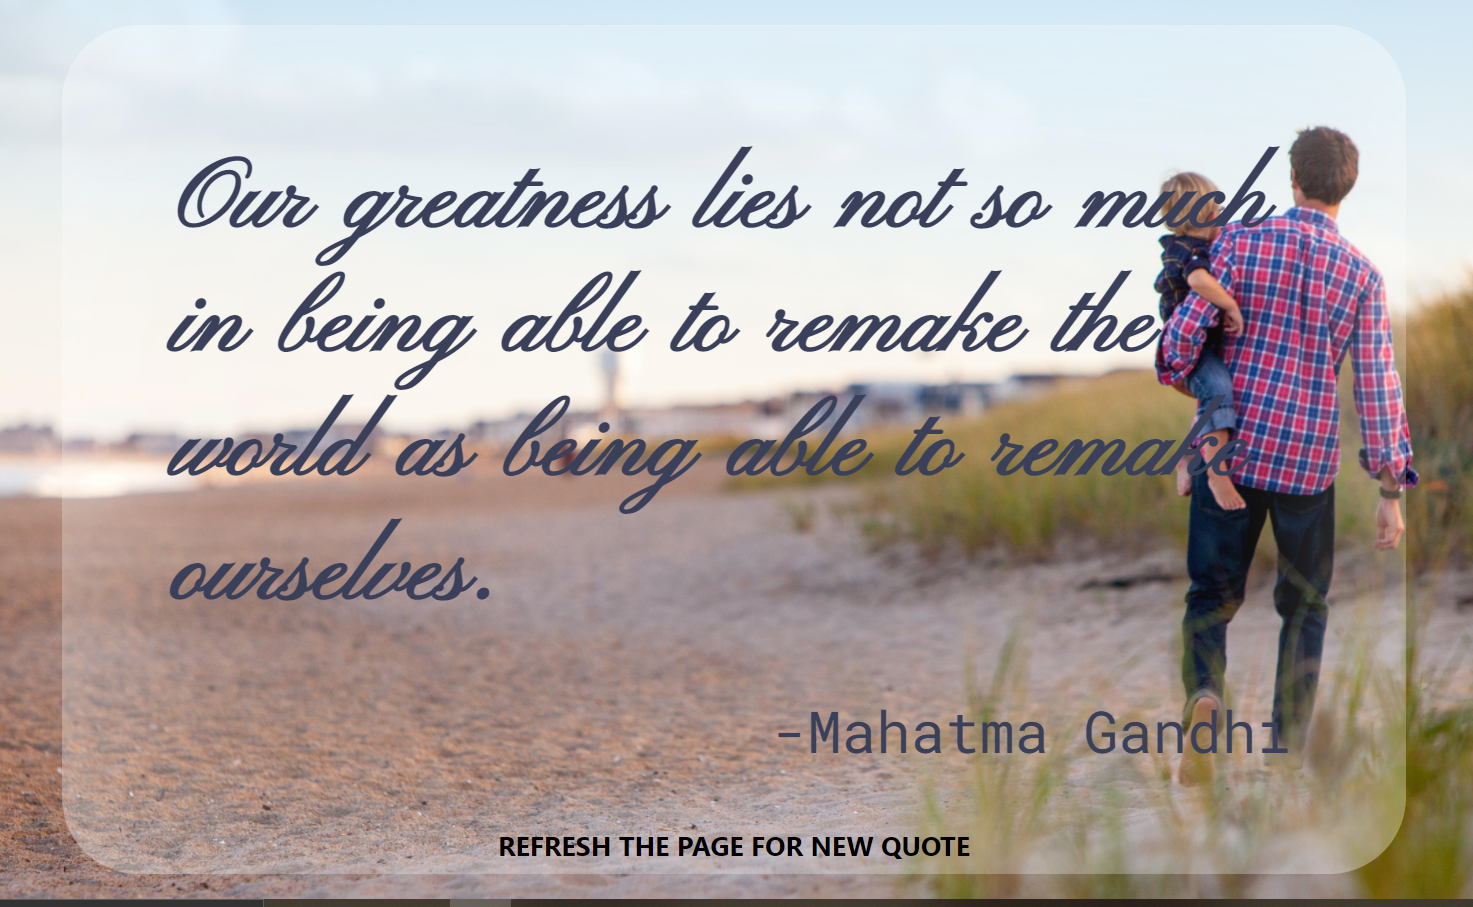 Our greatness lies not so much
in being able to remake the
world as being able to remake
ourselves.
-Mahatma Gandhi
REFRESH THE PAGE FOR NEW QUOTE